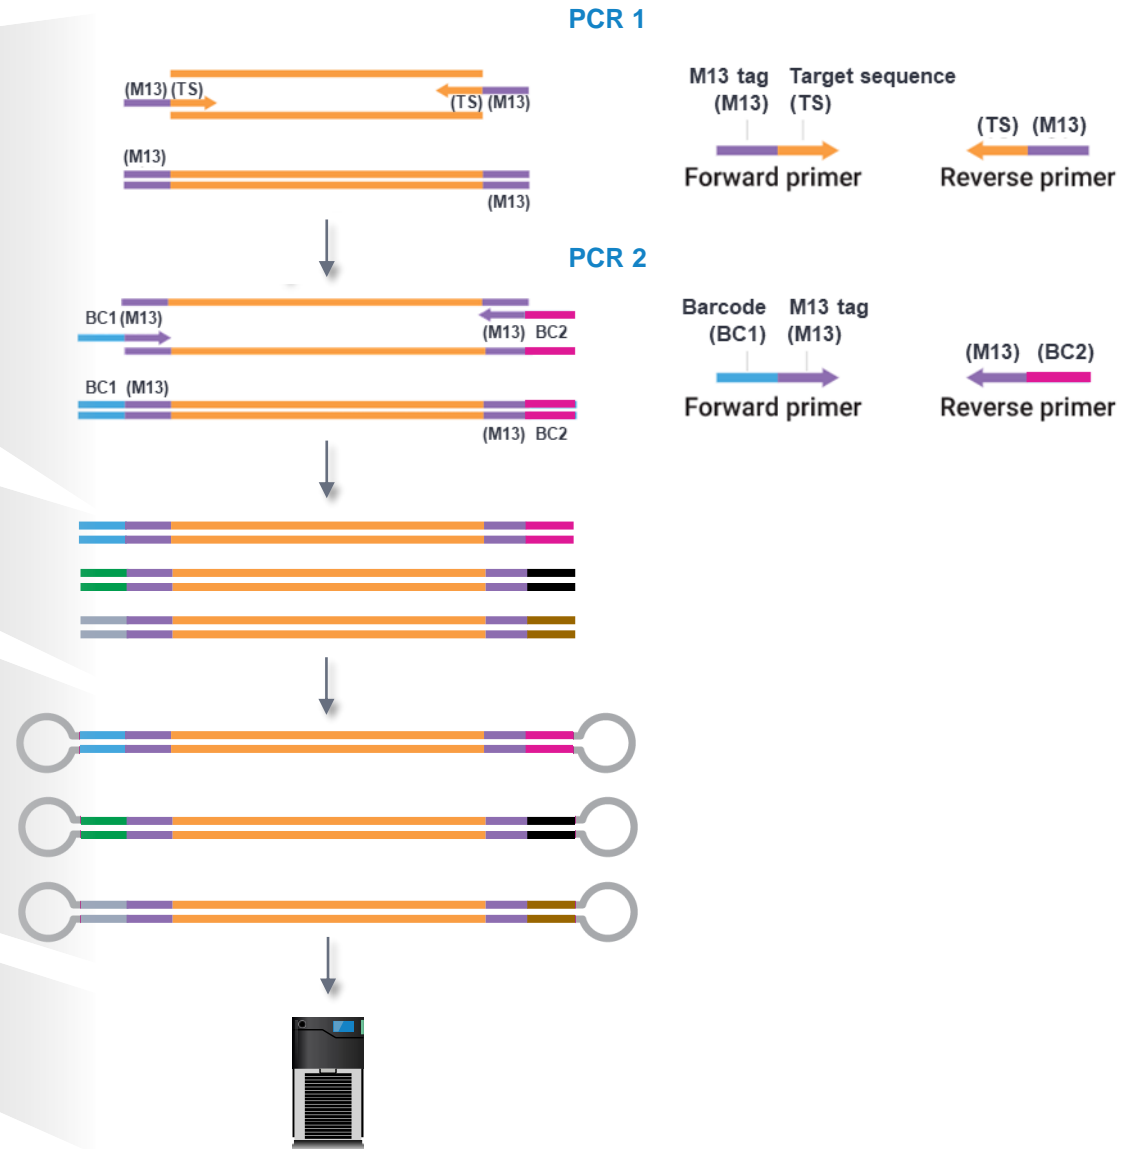 PCR 1
(M13) (TS)
(TS) (M13)
(M13)
(M13)
M13 tag Target sequence
(M13) (TS)
Forward primer
(TS) (M13)
Reverse primer
PCR 2
BC1 (M13)
(M13) BC2
BC1 (M13)
(M13) BC2
Barcode M13 tag
(BC1) (M13)
Forward primer
(M13) (BC2)
Reverse primer